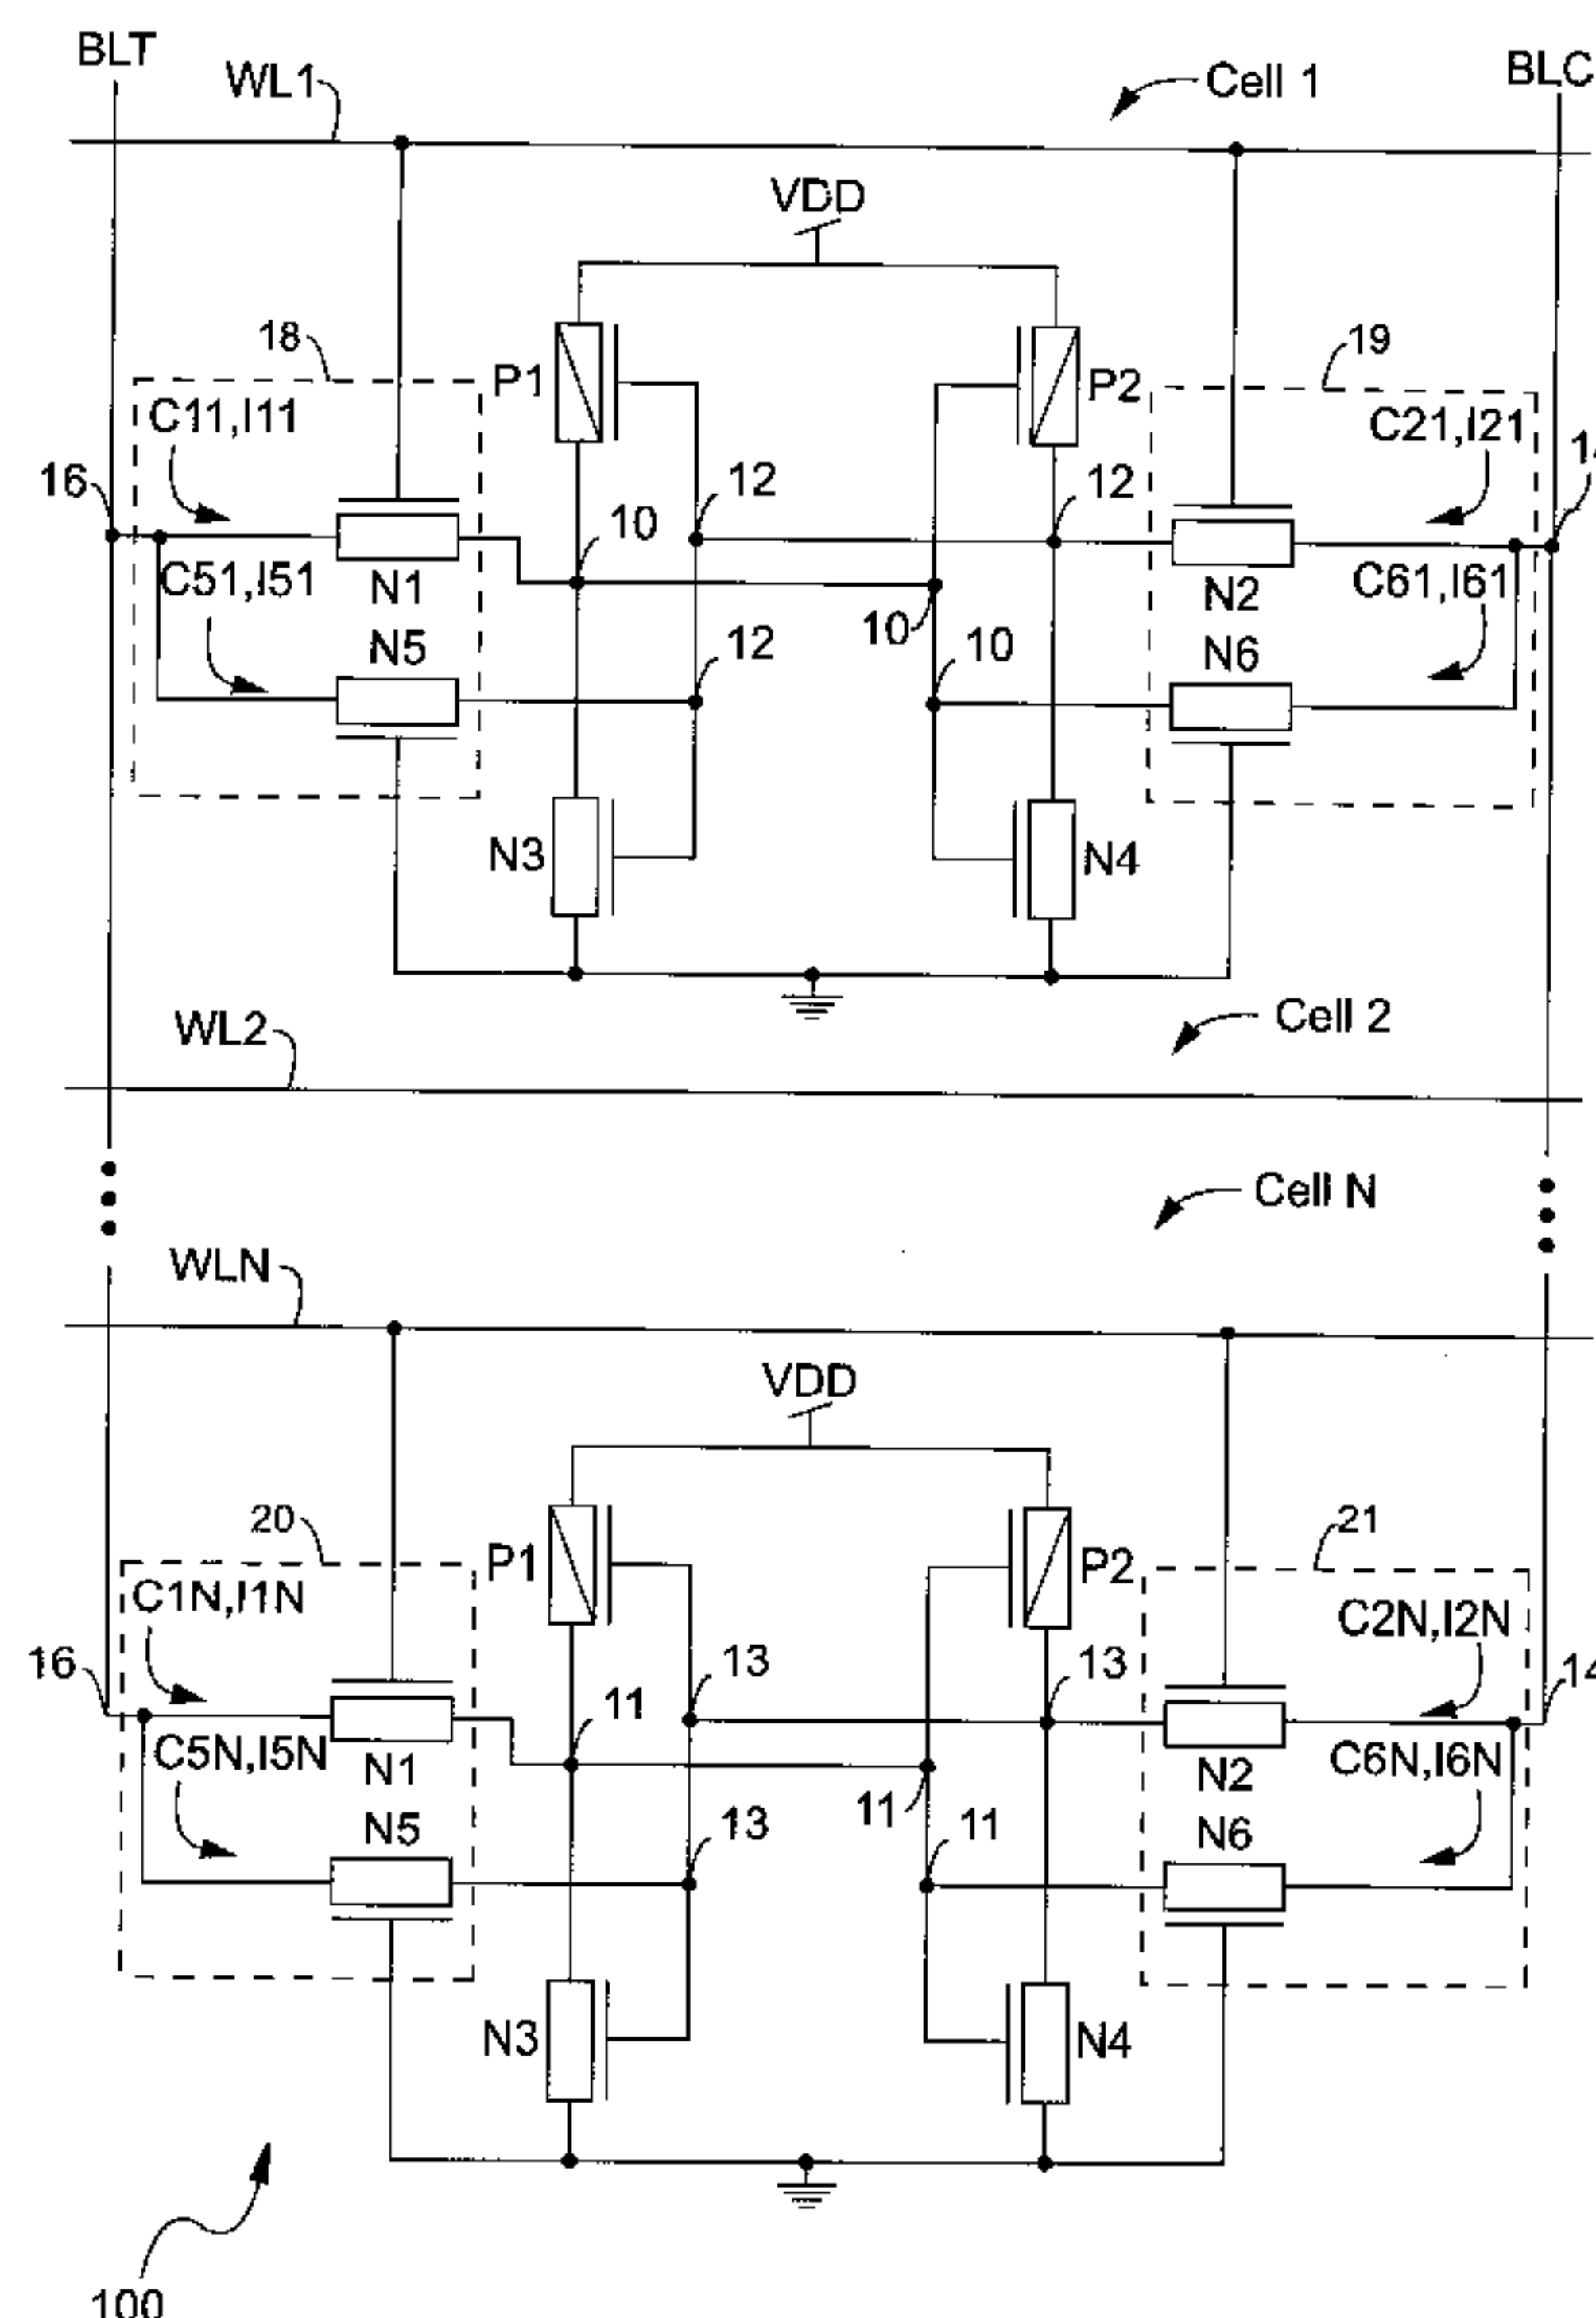 BLT
WL1
Cell 1
BLC
VDD
18
P1
P2
19
C11,I11
C21,I21
16
12
12
10
C51,I51
N1
N2
C61,I61
N5
12
10
10
N6
N3
N4
WL2
Cell 2
Cell N
WLN
VDD
20
P1
P2
21
C1N,I1N
C2N,I2N
16
13
13
14
11
C5N,I5N
N1
N2
C6N,I6N
N5
13
11
11
N6
N3
N4
100